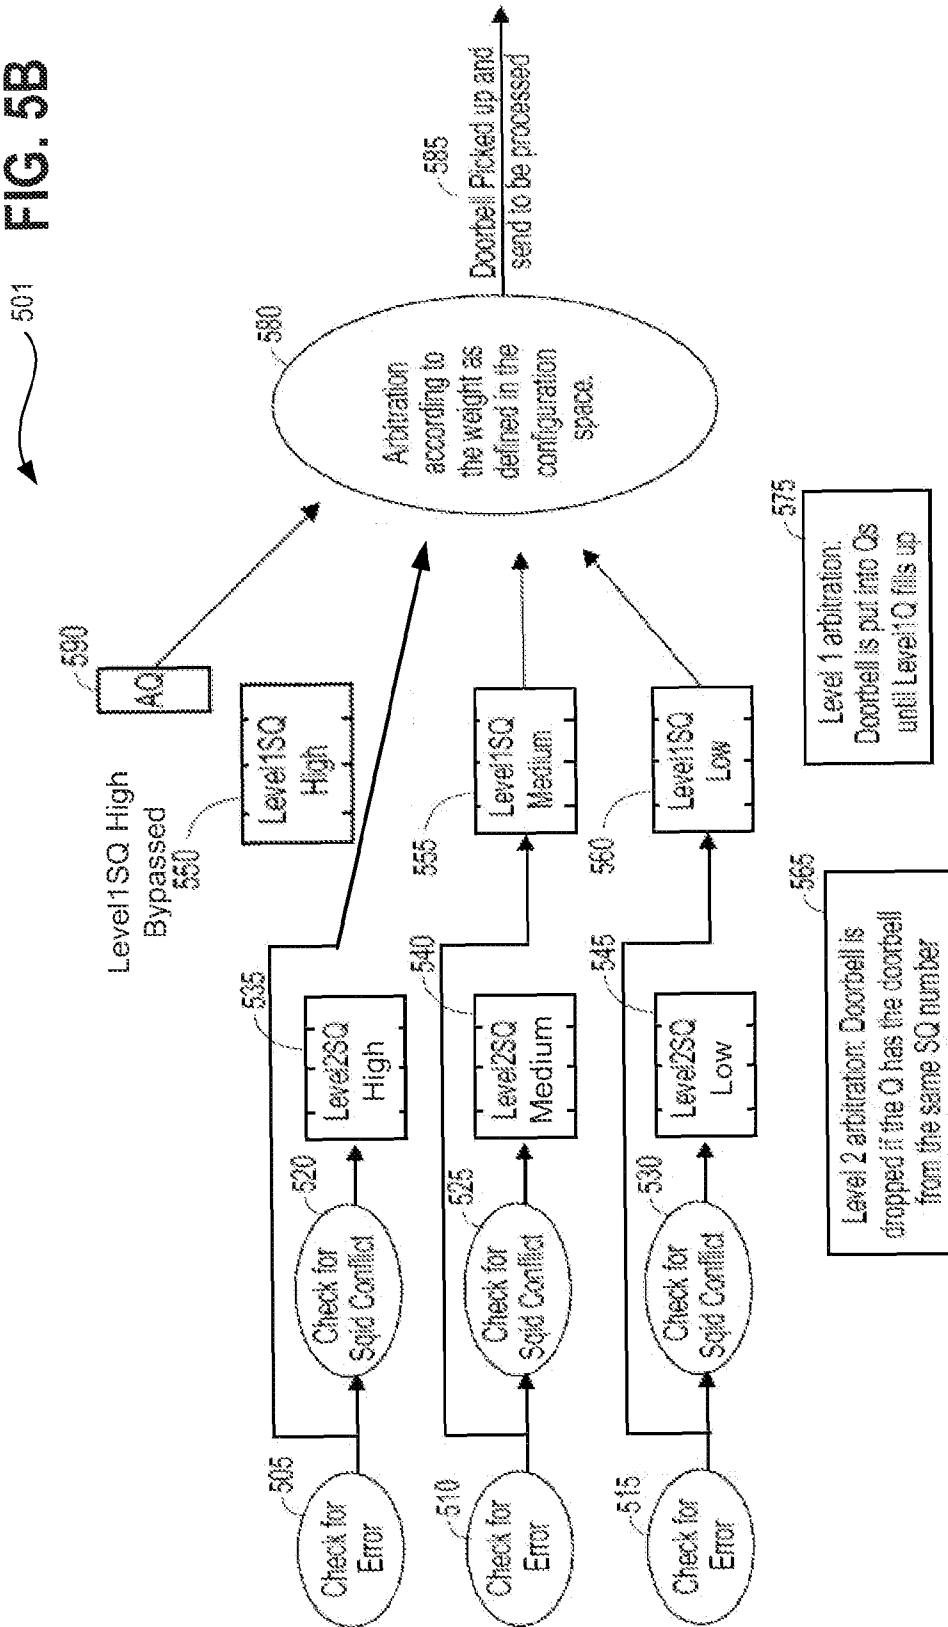 FIG. 5B
501
Level1SQ High
Bypassed
550
590
AQ
535
505
Check for
Error
520
Check for
Sqid Conflict
Level2SQ
High
Level1SQ
High
580
Arbitration
according to
the weight as
defined in the
configuration
space.
585
Doorbell Picked up and
send to be processed
510
Check for
Error
525
Check for
Sqid Conflict
540
Level2SQ
Medium
555
Level1SQ
Medium
515
Check for
Error
530
Check for
Sqid Conflict
545
Level2SQ
Low
560
Level1SQ
Low
565
Level 2 arbitration: Doorbell is
dropped if the Q has the doorbell
from the same SQ number
575
Level 1 arbitration:
Doorbell is put into Qs
until Level1Q fills up